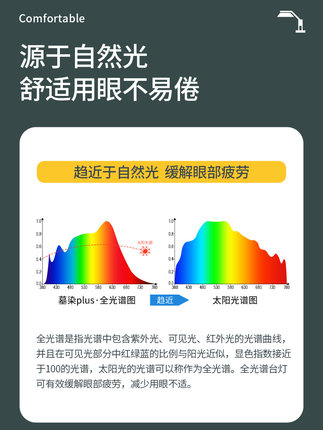 Comfortable
源于自然光
舒适用眼不易倦
趋近于自然光 缓解眼部疲劳
1.0
0.8
0.6
0.4
0.2
0.0
380 430 480 530 580 630 680 730 780
太阳光谱
1.0
0.8
0.6
0.4
0.2
0.0
380 430 480 530 580 630 680 730 780
墓染plus·全光谱图
趋近
太阳光谱图
全光谱是指光谱中包含紫外光、可见光、红外光的光谱曲线，
并且在可见光部分中红绿蓝的比例与阳光近似，显色指数接近
于100的光谱，太阳光的光谱可以称作为全光谱。全光谱台灯
可有效缓解眼部疲劳，减少用眼不适。